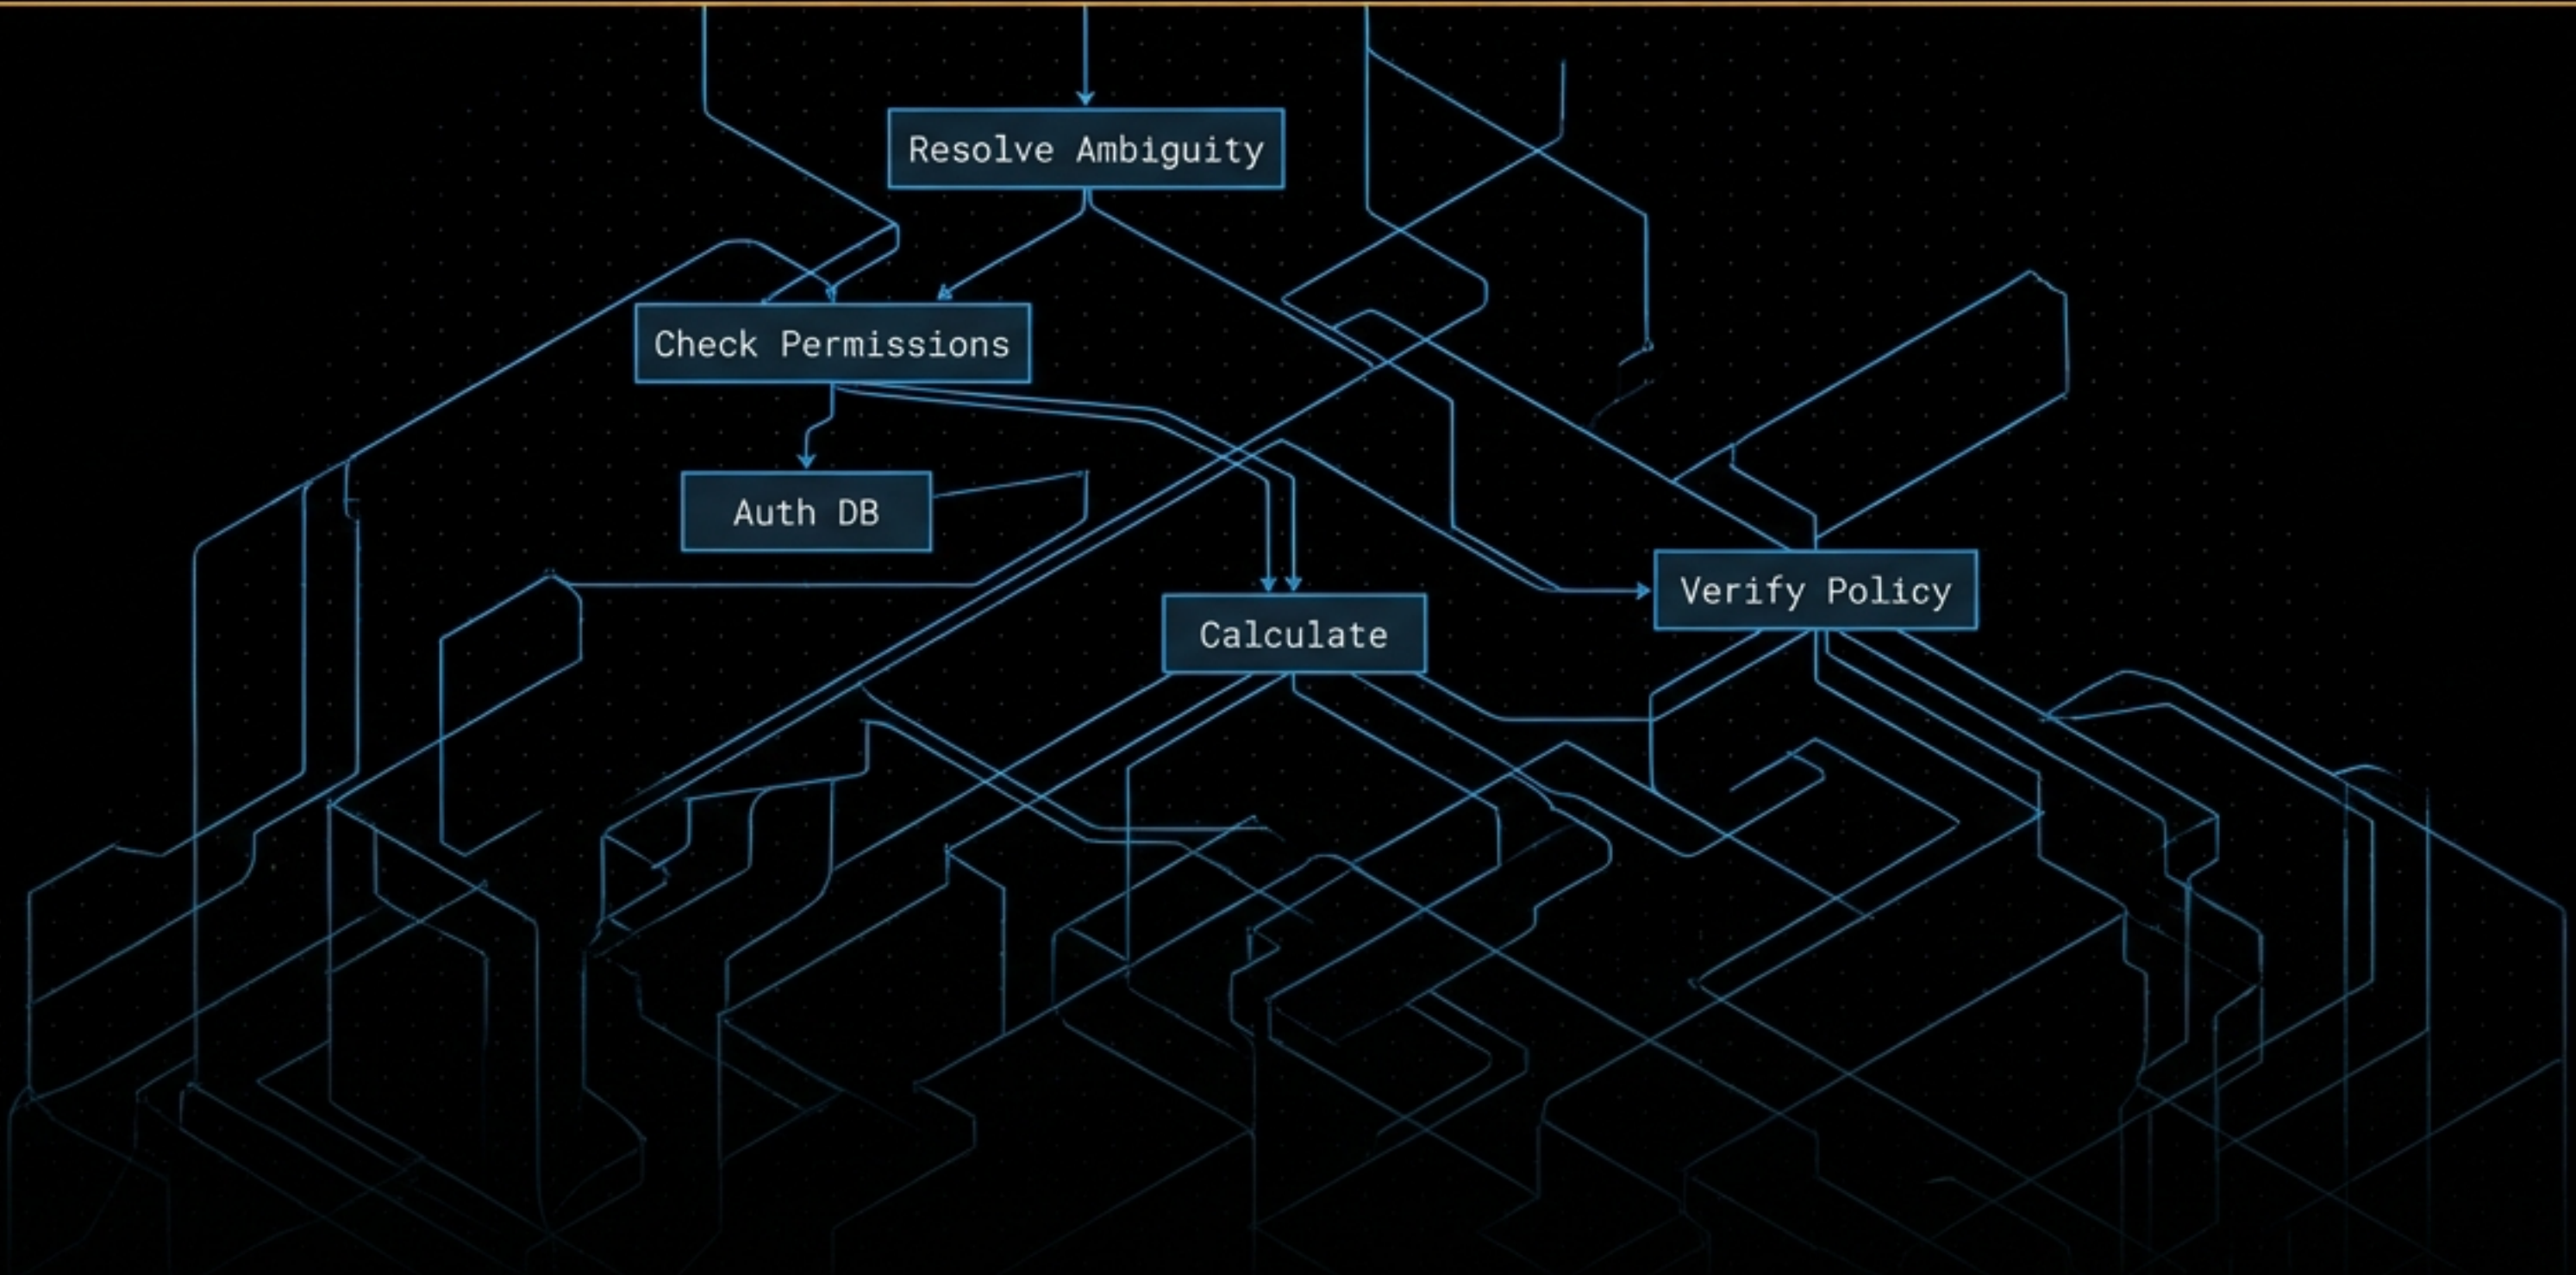 Resolve Ambiguity
Check Permissions
Auth DB
Verify Policy
Calculate